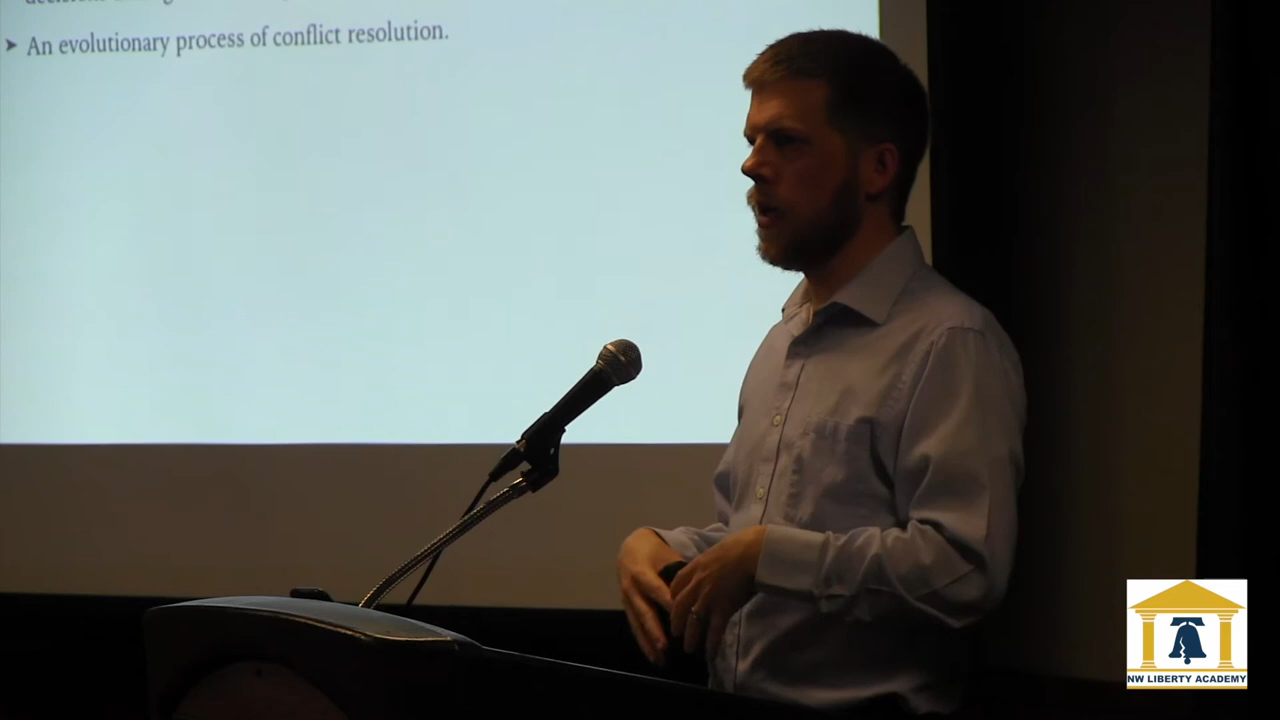 ➤ An evolutionary process of conflict resolution.
NW LIBERTY ACADEMY